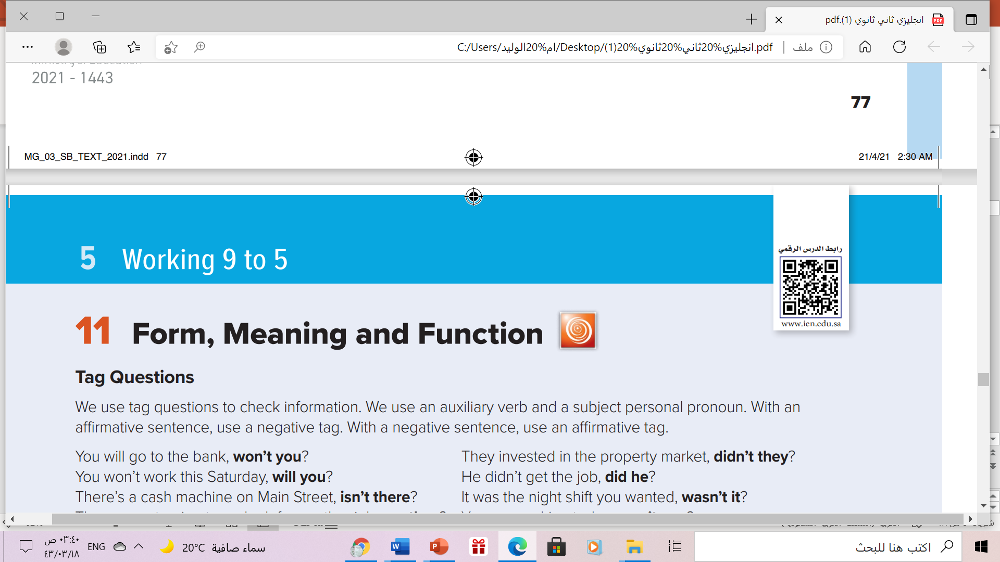 انجليزي ثاني ثانوي (1).pdf
C:/Users/ام%20الوليد/Desktop/انجليزي%20ثاني%20ثانوي%20(1).pdf
ملف
2021 - 1443
77
MG_03_SB_TEXT_2021.indd 77
21/4/21 2:30 AM
5 Working 9 to 5
رابط الدرس الرقمي
www.ien.edu.sa
11 Form, Meaning and Function
Tag Questions
We use tag questions to check information. We use an auxiliary verb and a subject personal pronoun. With an
affirmative sentence, use a negative tag. With a negative sentence, use an affirmative tag.
You will go to the bank, won't you?
You won't work this Saturday, will you?
There's a cash machine on Main Street, isn't there?
They invested in the property market, didn't they?
He didn't get the job, did he?
It was the night shift you wanted, wasn't it?
٠٣:٤٠ ص
٤٣/٠٣/١٨
ENG
20°C سماء صافية
اكتب هنا للبحث